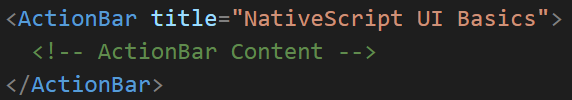 <ActionBar title="NativeScript UI Basics">
<!-- ActionBar Content -->
</ActionBar>